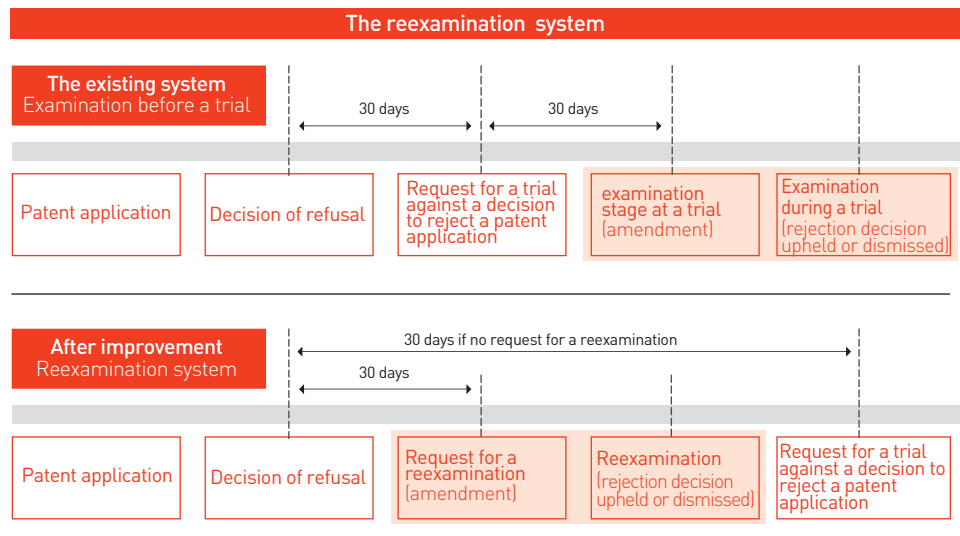 The reexamination system
The existing system
Examination before a trial
30 days
30 days
Patent application
Decision of refusal
Request for a trial
against a decision
to reject a patent
application
examination
stage at a trial
(amendment)
Examination
during a trial
(rejection decision
upheld or dismissed)
After improvement
Reexamination system
30 days if no request for a reexamination
30 days
Patent application
Decision of refusal
Request for a
reexamination
(amendment)
Reexamination
(rejection decision
upheld or dismissed)
Request for a trial
against a decision to
reject a patent
application